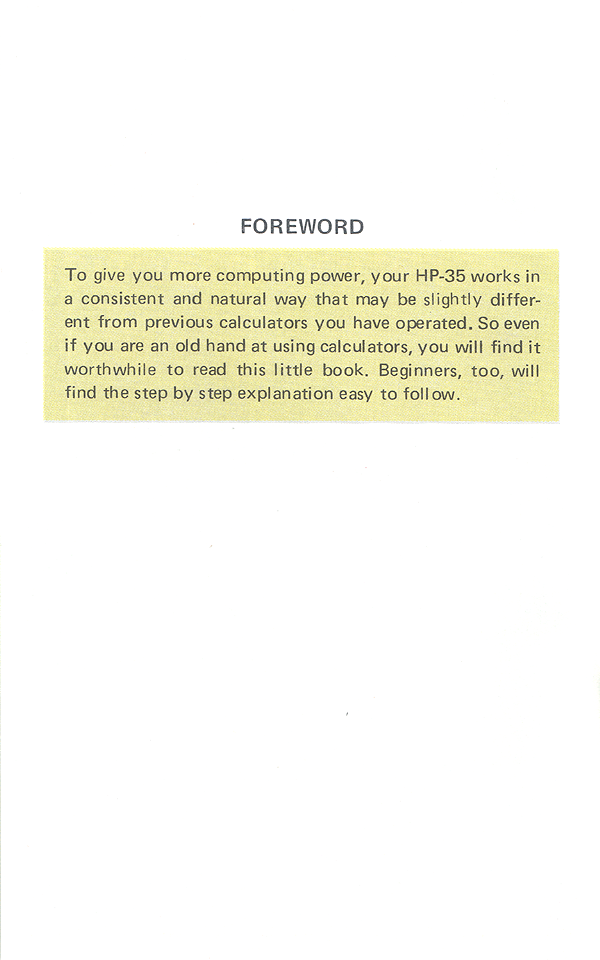 FOREWORD
To give you more computing power, your HP-35 works in
a consistent and natural way that may be slightly differ-
ent from previous calculators you have operated. So even
if you are an old hand at using calculators, you will find it
worthwhile to read this little book. Beginners, too, will
find the step by step explanation easy to follow.